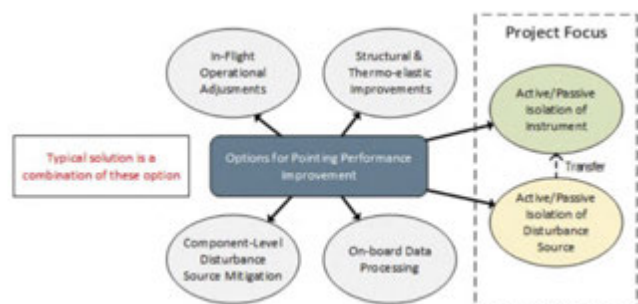 Project Focus
In-Flight
Operational
Adjusments
Structural &
Thermo-elastic
Improvements
Active/Passive
Isolation of
Instrument
Typical solution is a
combination of these option
Options for Pointing Performance
Improvement
Transfer
Component-Level
Disturbance
Source Mitigation
On-board Data
Processing
Active/Passive
Isolation of
Disturbance
Source